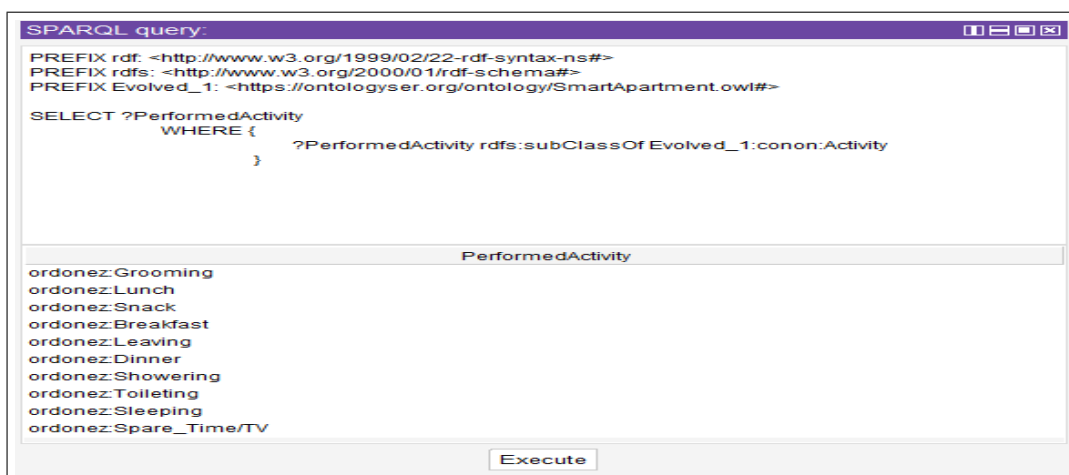 SPARQL query:
PREFIX rdf: <http://www.w3.org/1999/02/22-rdf-syntax-ns#>
PREFIX rdfs: <http://www.w3.org/2000/01/rdf-schema#>
PREFIX Evolved_1: <https://ontologyser.org/ontology/SmartApartment.owl#>
SELECT ?PerformedActivity
WHERE {
?PerformedActivity rdfs:subClassOf Evolved_1:conon:Activity
}
PerformedActivity
ordonez:Grooming
ordonez:Lunch
ordonez:Snack
ordonez:Breakfast
ordonez:Leaving
ordonez:Dinner
ordonez:Showering
ordonez:Toileting
ordonez:Sleeping
ordonez:Spare_Time/TV
Execute